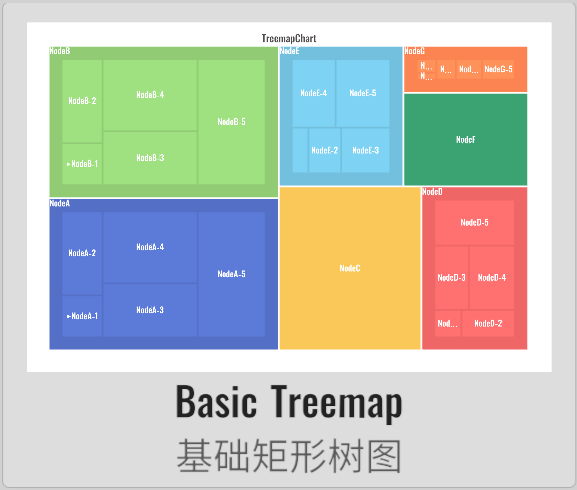 TreemapChart
NodeB
NodeB-2
NodeB-4
NodeB-5
NodeB-1
NodeB-3
NodeE
NodeE-4
NodeE-5
NodeE-2
NodeE-3
NodeG
N...
N...
N...
Nod...
NodeG-5
NodeF
NodeA
NodeA-2
NodeA-4
NodeA-5
NodeA-1
NodeA-3
NodeC
NodeD
NodeD-5
NodeD-3
NodeD-4
Nod...
NodeD-2
Basic Treemap
基础矩形树图